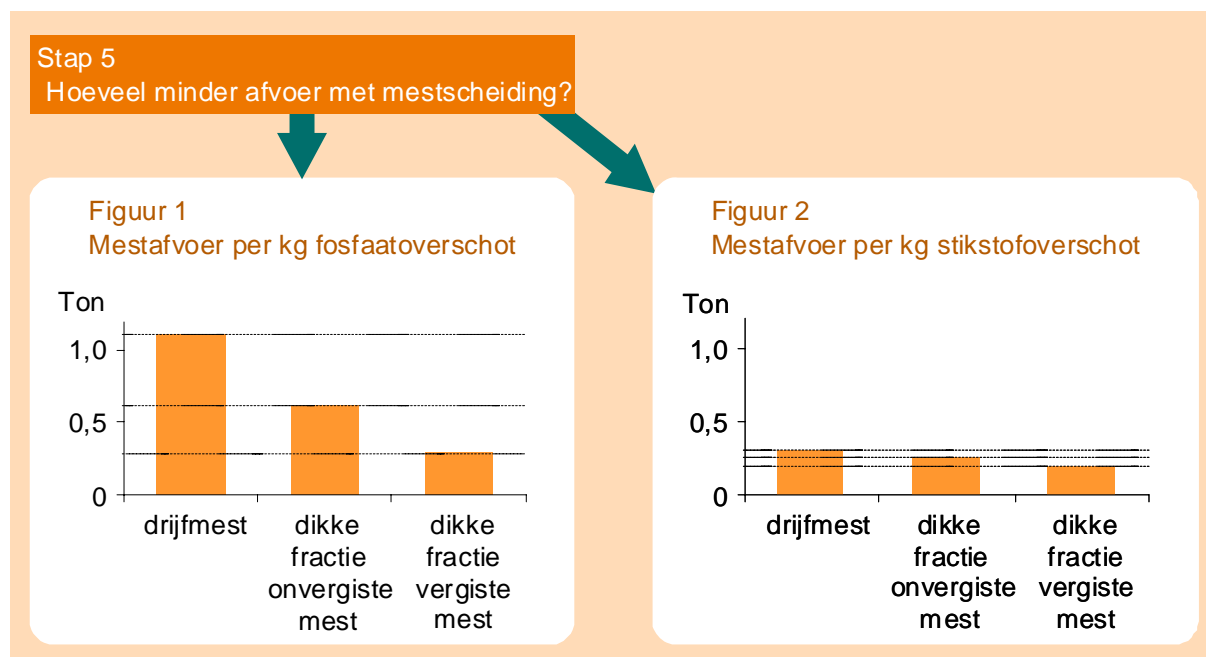 Stap 5
Hoeveel minder afvoer met mestscheiding?
Figuur 1
Mestafvoer per kg fosfaatoverschot
Ton
1,0
0,5
0
drijfmest
dikke
fractie
onvergiste
mest
dikke
fractie
vergiste
mest
Figuur 2
Mestafvoer per kg stikstofoverschot
Ton
1,0
0,5
0
drijfmest
dikke
fractie
onvergiste
mest
dikke
fractie
vergiste
mest